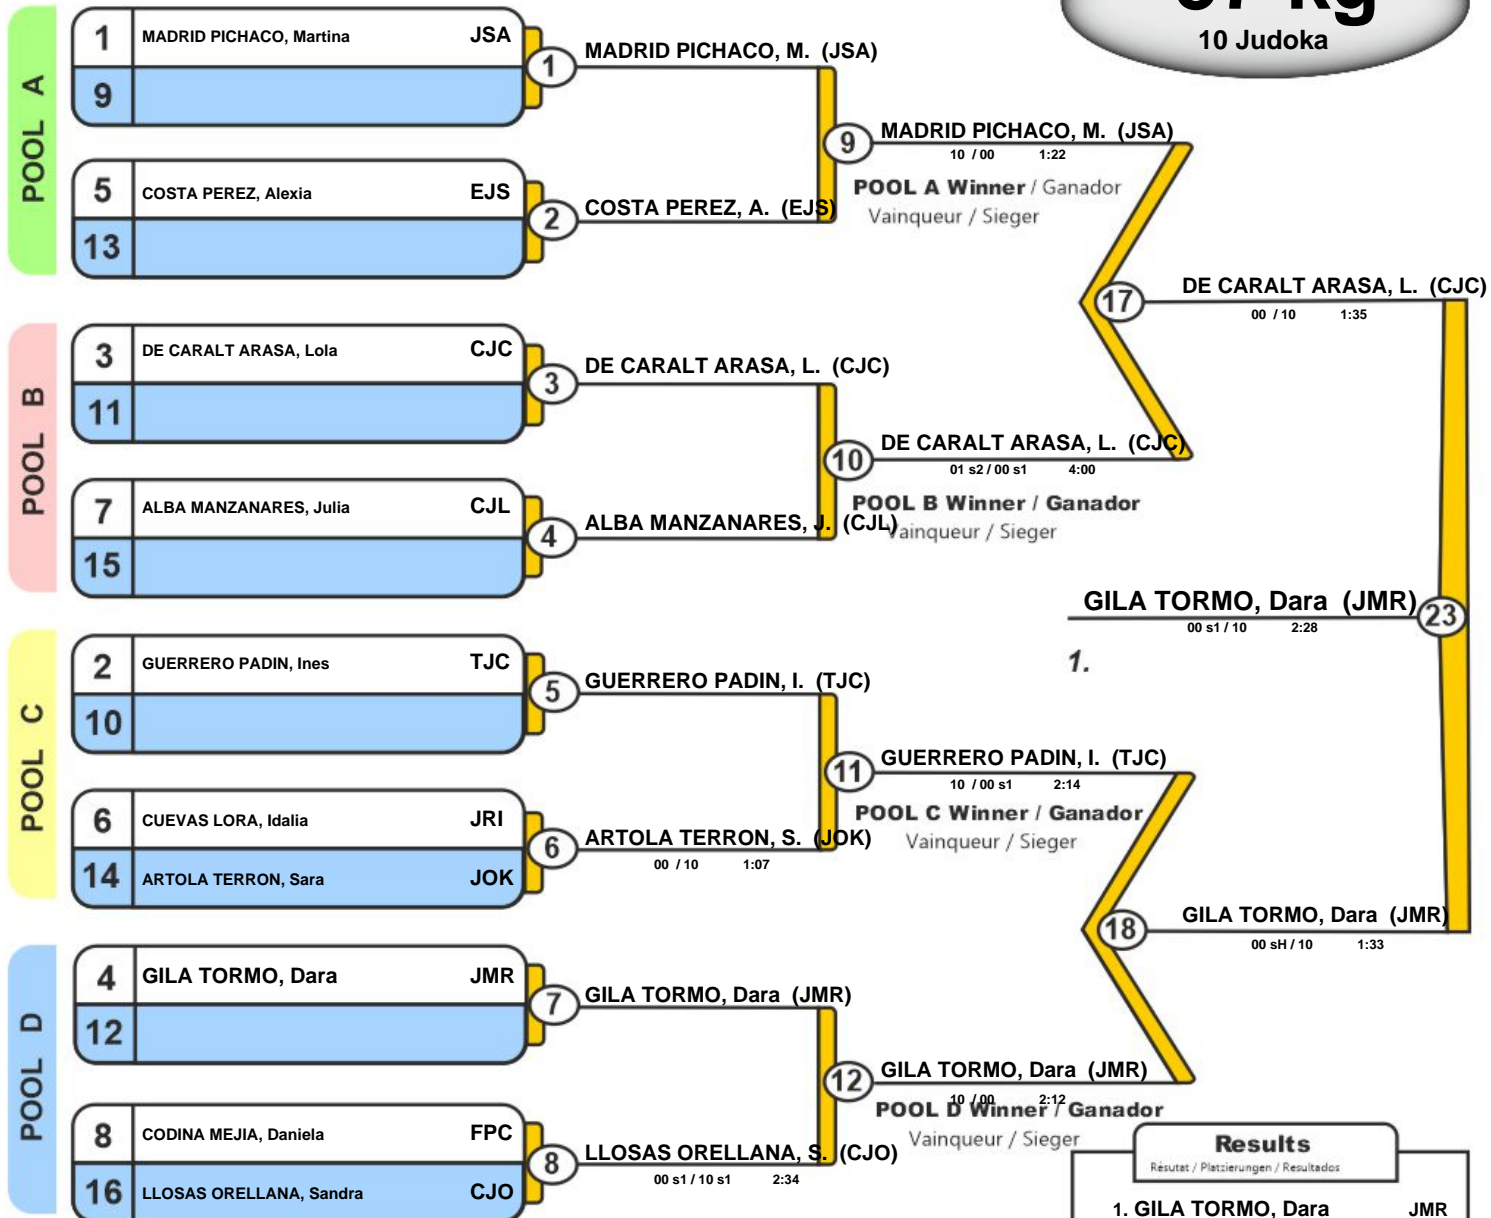 10 Judoka
POOL A
1 MADRID PICHACO, Martina JSA
9
1
MADRID PICHACO, M. (JSA)
5 COSTA PEREZ, Alexia EJS
13
2
COSTA PEREZ, A. (EJS)
9
MADRID PICHACO, M. (JSA)
10 / 00 1:22
POOL A Winner / Ganador
Vainqueur / Sieger
POOL B
3 DE CARALT ARASA, Lola CJC
11
3
DE CARALT ARASA, L. (CJC)
7 ALBA MANZANARES, Julia CJL
15
4
ALBA MANZANARES, J. (CJL)
10
DE CARALT ARASA, L. (CJC)
01 s2 / 00 s1 4:00
POOL B Winner / Ganador
Vainqueur / Sieger
17
DE CARALT ARASA, L. (CJC)
00 / 10 1:35
GILA TORMO, Dara (JMR)
23
00 s1 / 10 2:28
1.
POOL C
2 GUERRERO PADIN, Ines TJC
10
5
GUERRERO PADIN, I. (TJC)
6 CUEVAS LORA, Idalia JRI
14 ARTOLA TERRON, Sara JOK
6
ARTOLA TERRON, S. (JOK)
00 / 10 1:07
11
GUERRERO PADIN, I. (TJC)
10 / 00 s1 2:14
POOL C Winner / Ganador
Vainqueur / Sieger
POOL D
4 GILA TORMO, Dara JMR
12
7
GILA TORMO, Dara (JMR)
8 CODINA MEJIA, Daniela FPC
16 LLOSAS ORELLANA, Sandra CJO
8
LLOSAS ORELLANA, S. (CJO)
00 s1 / 10 s1 2:34
12
GILA TORMO, Dara (JMR)
10 / 00 2:12
POOL D Winner / Ganador
Vainqueur / Sieger
18
GILA TORMO, Dara (JMR)
00 sH / 10 1:33
Results
Résutat / Platzierungen / Resultados
1. GILA TORMO, Dara JMR